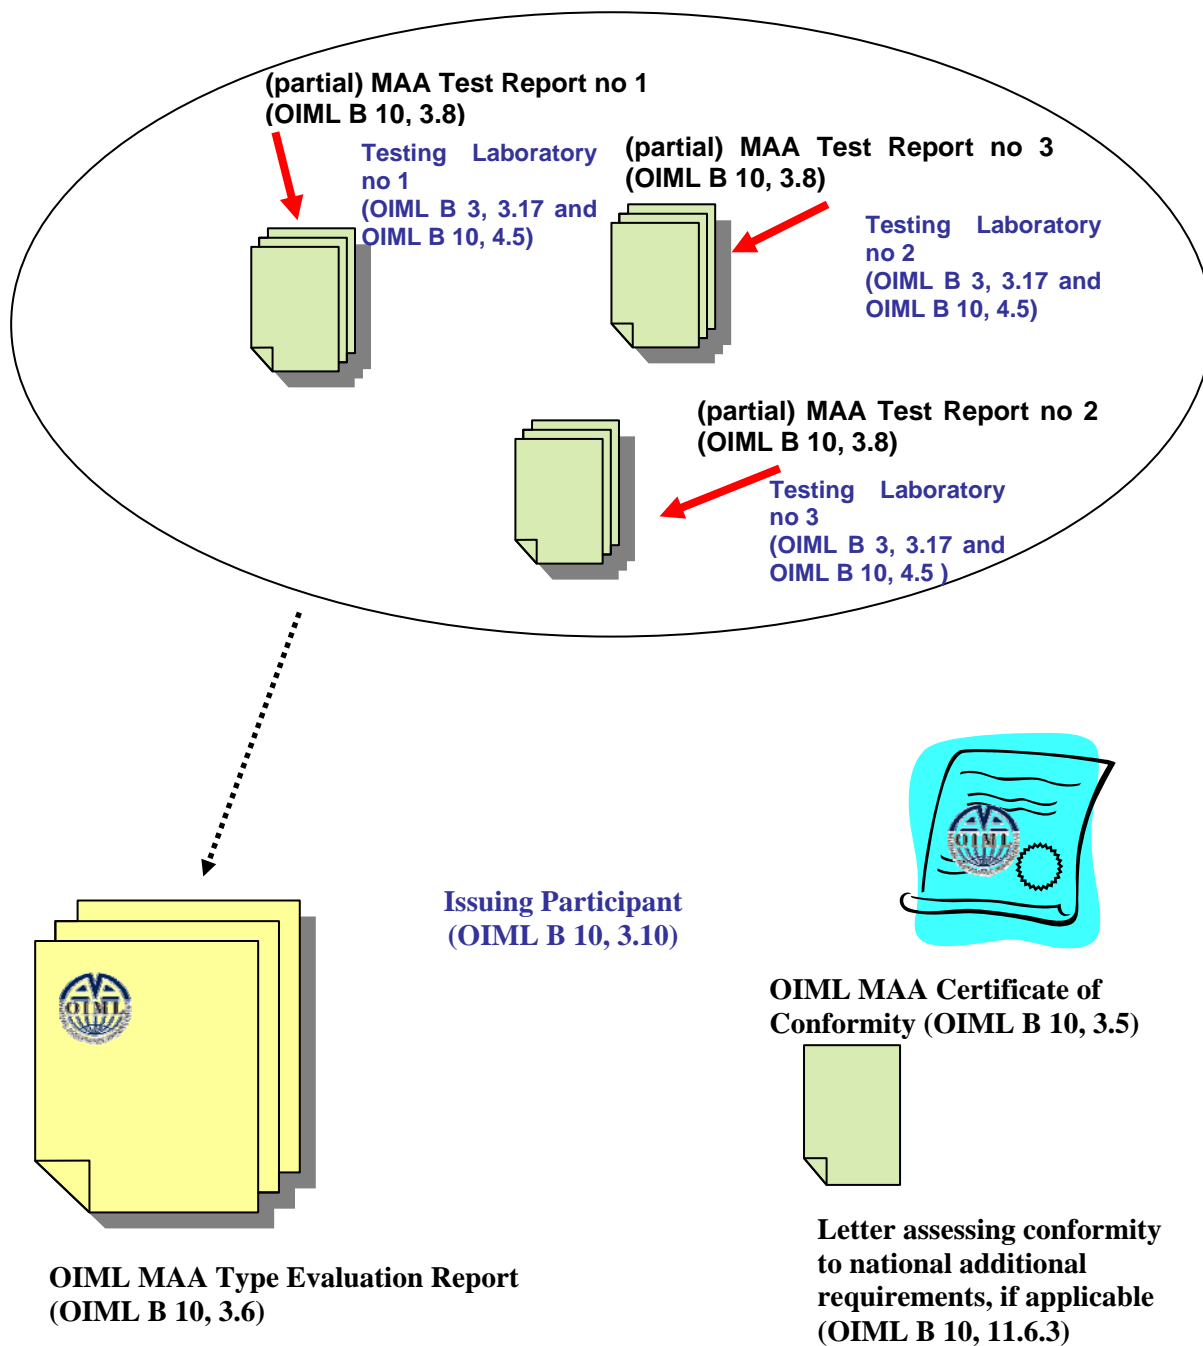 (partial) MAA Test Report no 1
(OIML B 10, 3.8)
Testing Laboratory
no 1
(OIML B 3, 3.17 and
OIML B 10, 4.5)
(partial) MAA Test Report no 3
(OIML B 10, 3.8)
Testing Laboratory
no 2
(OIML B 3, 3.17 and
OIML B 10, 4.5)
(partial) MAA Test Report no 2
(OIML B 10, 3.8)
Testing Laboratory
no 3
(OIML B 3, 3.17 and
OIML B 10, 4.5 )
OIML
Issuing Participant
(OIML B 10, 3.10)
OIML
OIML MAA Certificate of
Conformity (OIML B 10, 3.5)
OIML MAA Type Evaluation Report
(OIML B 10, 3.6)
Letter assessing conformity
to national additional
requirements, if applicable
(OIML B 10, 11.6.3)